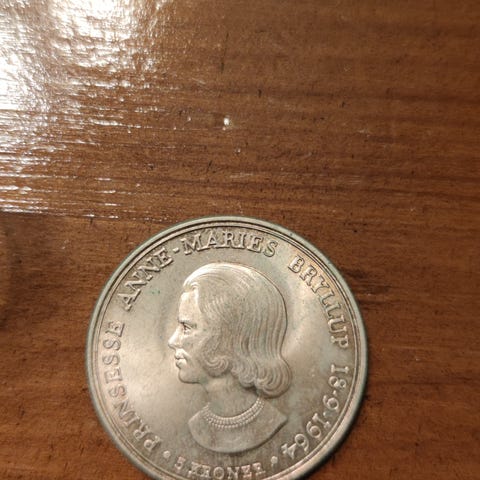 PRINSESSE ANNE-MARIES BRYLLUP 18·9·1964
5 KRONER